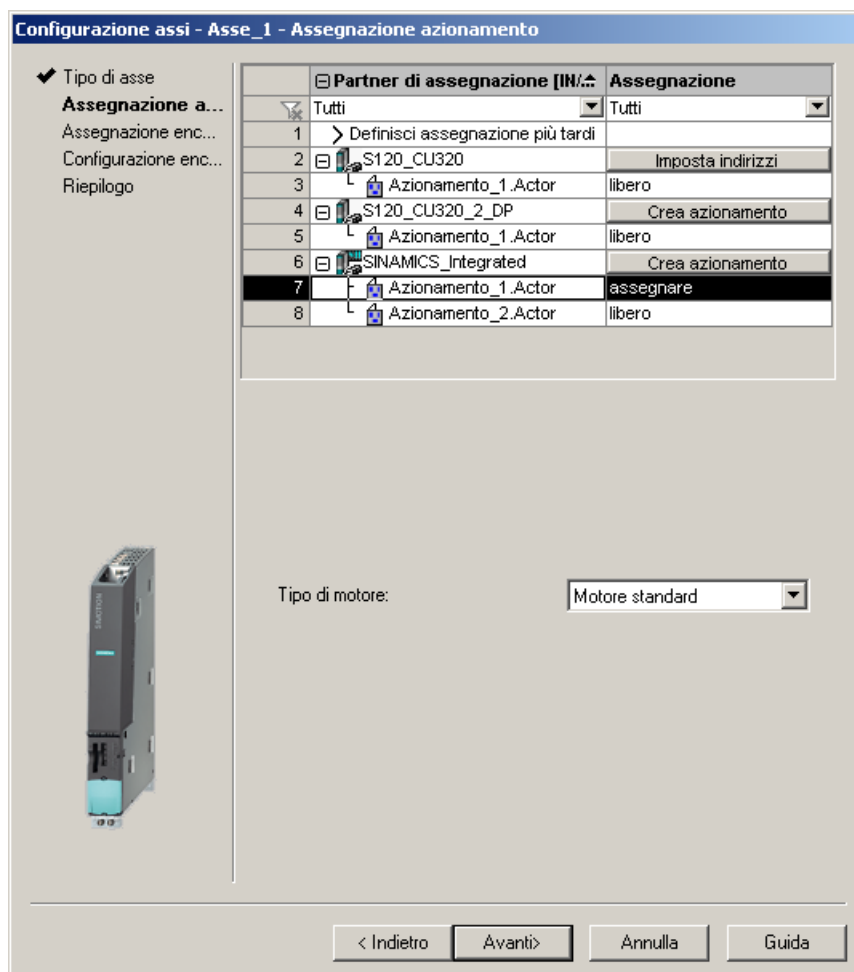 Configurazione assi - Asse_1 - Assegnazione azionamento
Tipo di asse
Assegnazione a...
Assegnazione enc...
Configurazione enc...
Riepilogo
Partner di assegnazione [IN/. Assegnazione
Tutti Tutti
1 Definisci assegnazione più tardi
2 S120_CU320 Imposta indirizzi
3 Azionamento_1.Actor libero
4 S120_CU320_2_DP Crea azionamento
5 Azionamento_1.Actor libero
6 SINAMICS_Integrated Crea azionamento
7 Azionamento_1.Actor assegnare
8 Azionamento_2.Actor libero
Tipo di motore: Motore standard
SIMOTION
< Indietro Avanti> Annulla Guida